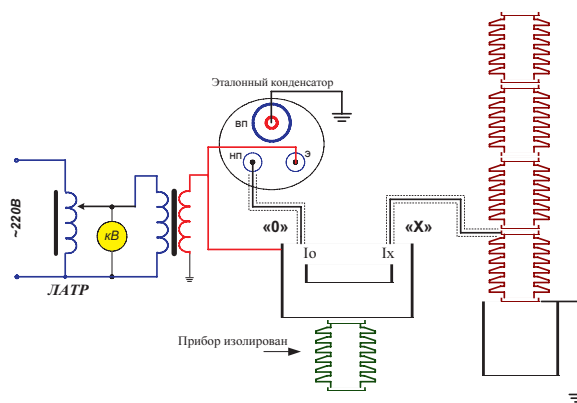 Эталонный конденсатор
ВП
НП
Э
~220В
кВ
«0»
«X»
Io
Ix
ЛАТР
Прибор изолирован